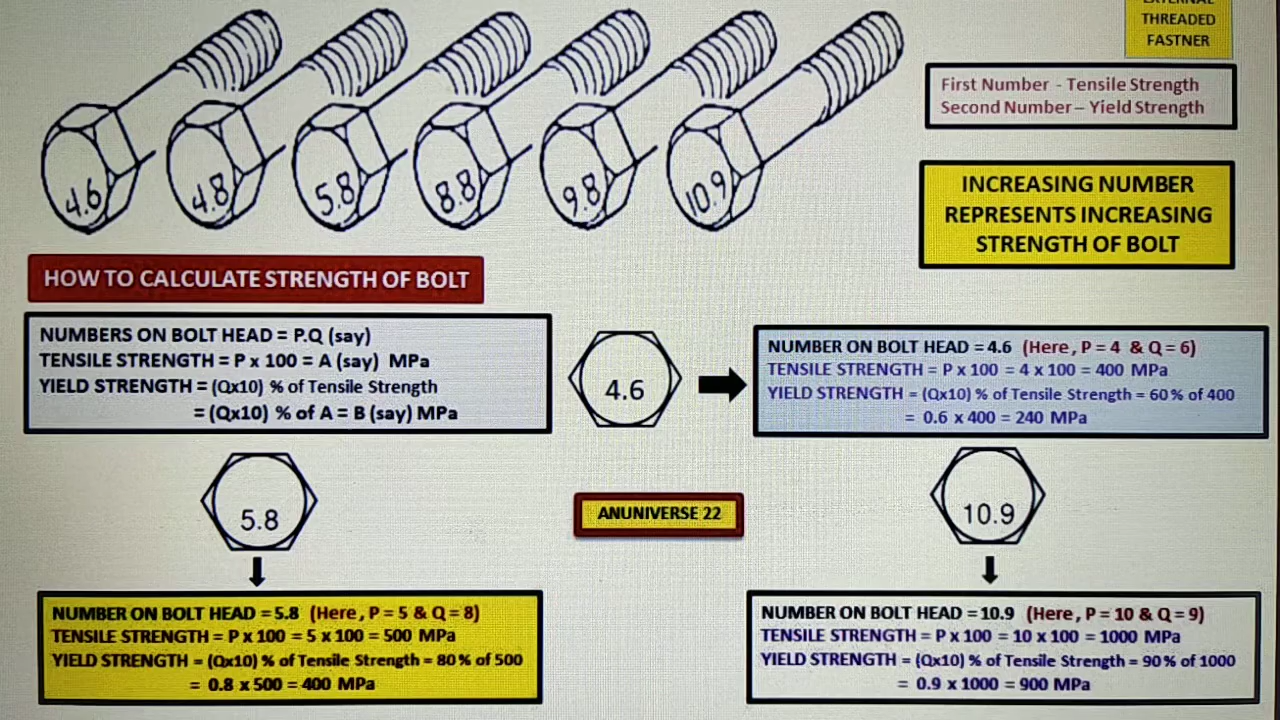 EXTERNAL
THREADED
FASTNER
4.6
4.8
5.8
8.8
9.8
10.9
First Number - Tensile Strength
Second Number – Yield Strength
INCREASING NUMBER
REPRESENTS INCREASING
STRENGTH OF BOLT
HOW TO CALCULATE STRENGTH OF BOLT
NUMBERS ON BOLT HEAD = P.Q (say)
TENSILE STRENGTH = P x 100 = A (say) MPa
YIELD STRENGTH = (Qx10) % of Tensile Strength
= (Qx10) % of A = B (say) MPa
4.6
NUMBER ON BOLT HEAD = 4.6 (Here, P = 4 & Q = 6)
TENSILE STRENGTH = P x 100 = 4 x 100 = 400 MPa
YIELD STRENGTH = (Qx10) % of Tensile Strength = 60% of 400
= 0.6 x 400 = 240 MPa
5.8
ANUNIVERSE 22
10.9
NUMBER ON BOLT HEAD = 5.8 (Here, P = 5 & Q = 8)
TENSILE STRENGTH = P x 100 = 5 x 100 = 500 MPa
YIELD STRENGTH = (Qx10) % of Tensile Strength = 80% of 500
= 0.8 x 500 = 400 MPa
NUMBER ON BOLT HEAD = 10.9 (Here, P = 10 & Q = 9)
TENSILE STRENGTH = P x 100 = 10 x 100 = 1000 MPa
YIELD STRENGTH = (Qx10) % of Tensile Strength = 90% of 1000
= 0.9 x 1000 = 900 MPa